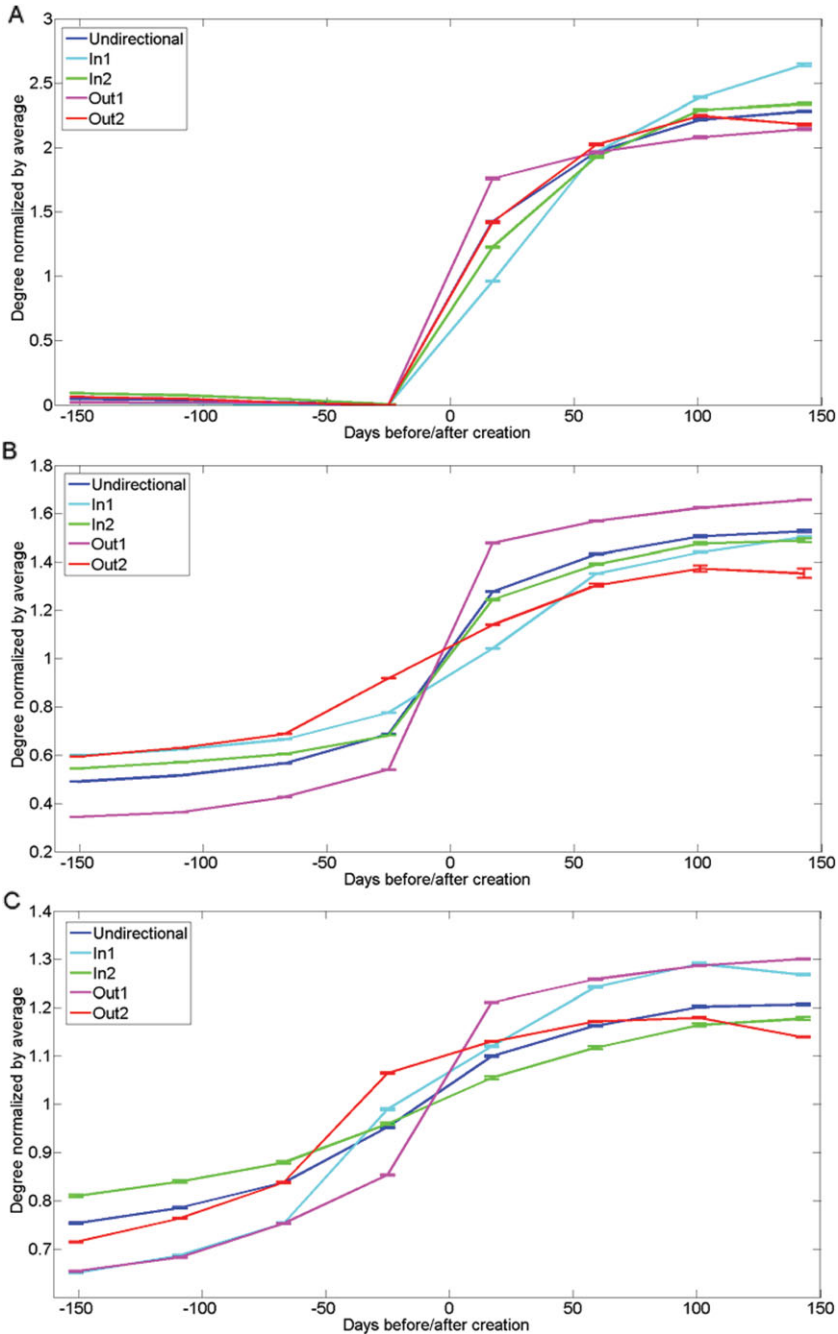 A
3
2.5
2
1.5
1
0.5
0
Degree normalized by average
Undirectional
In1
In2
Out1
Out2
-150 -100 -50 0 50 100 150
Days before/after creation
B
1.8
1.6
1.4
1.2
1
0.8
0.6
0.4
0.2
Degree normalized by average
Undirectional
In1
In2
Out1
Out2
-150 -100 -50 0 50 100 150
Days before/after creation
C
1.4
1.3
1.2
1.1
1
0.9
0.8
0.7
Degree normalized by average
Undirectional
In1
In2
Out1
Out2
-150 -100 -50 0 50 100 150
Days before/after creation